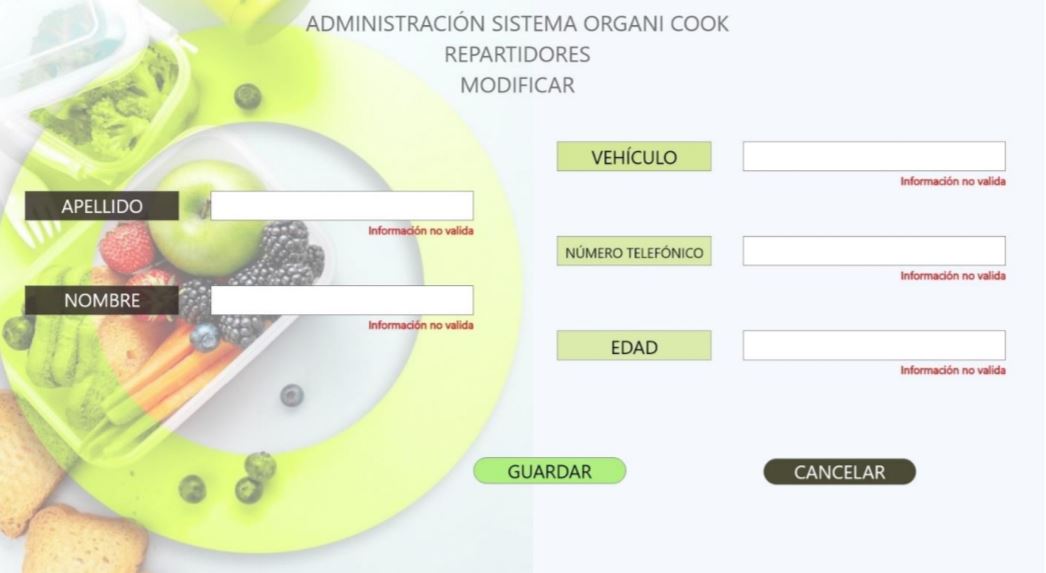 ADMINISTRACIÓN SISTEMA ORGANI COOK
REPARTIDORES
MODIFICAR
APELLIDO
Información no valida
NOMBRE
Información no valida
VEHÍCULO
Información no valida
NÚMERO TELEFÓNICO
Información no valida
EDAD
Información no valida
GUARDAR
CANCELAR